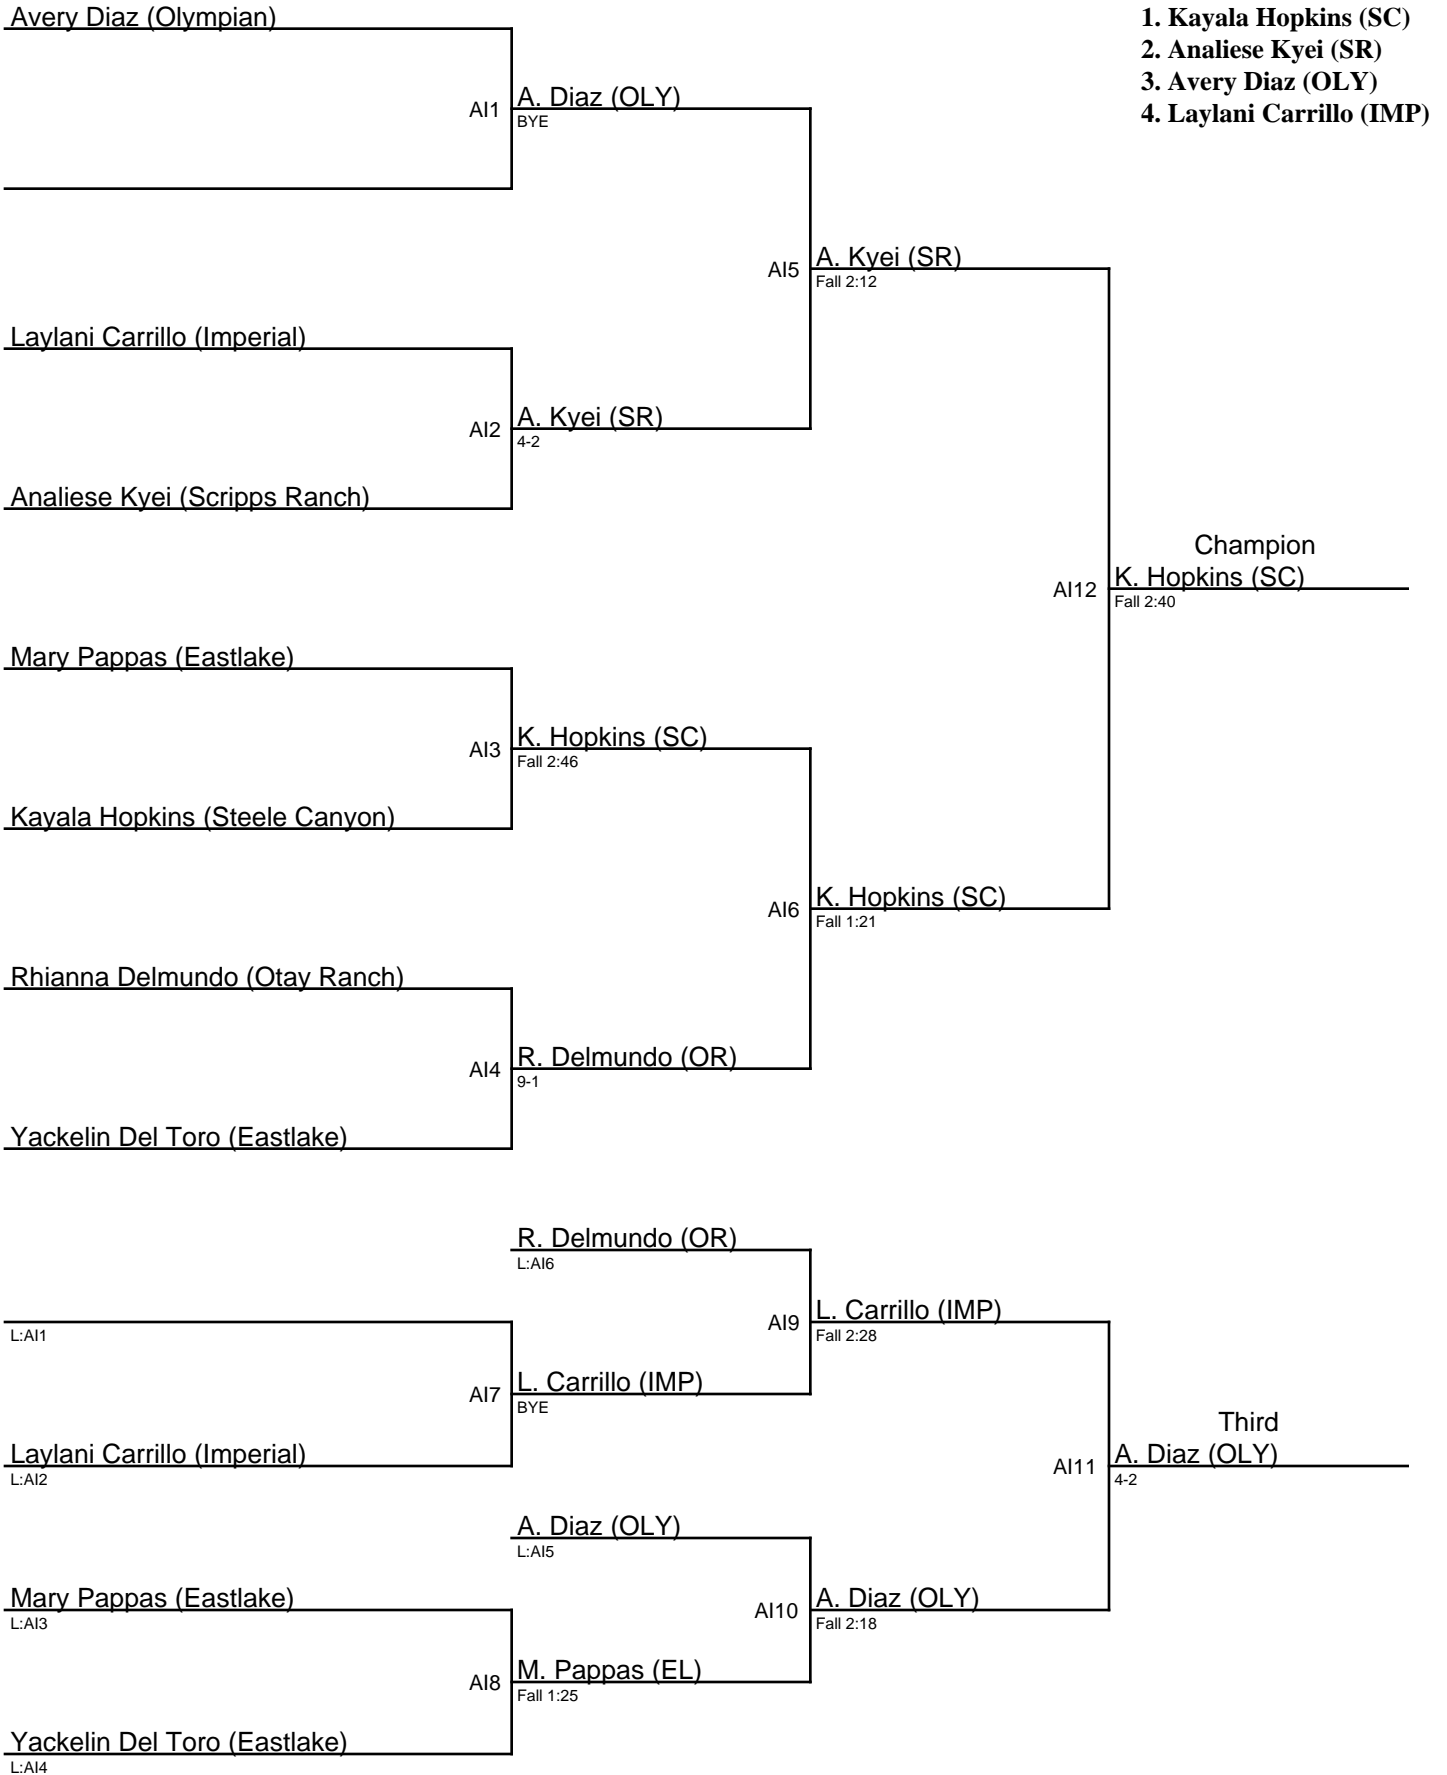 Avery Diaz (Olympian)
1. Kayala Hopkins (SC)
2. Analiese Kyei (SR)
3. Avery Diaz (OLY)
4. Laylani Carrillo (IMP)
AI1
A. Diaz (OLY)
BYE
AI5
A. Kyei (SR)
Fall 2:12
Laylani Carrillo (Imperial)
AI2
A. Kyei (SR)
4-2
Analiese Kyei (Scripps Ranch)
Champion
AI12
K. Hopkins (SC)
Fall 2:40
Mary Pappas (Eastlake)
AI3
K. Hopkins (SC)
Fall 2:46
Kayala Hopkins (Steele Canyon)
AI6
K. Hopkins (SC)
Fall 1:21
Rhianna Delmundo (Otay Ranch)
AI4
R. Delmundo (OR)
9-1
Yackelin Del Toro (Eastlake)
R. Delmundo (OR)
L:AI6
L:AI1
AI9
L. Carrillo (IMP)
Fall 2:28
AI7
L. Carrillo (IMP)
BYE
Laylani Carrillo (Imperial)
L:AI2
Third
AI11
A. Diaz (OLY)
4-2
A. Diaz (OLY)
L:AI5
Mary Pappas (Eastlake)
L:AI3
AI10
A. Diaz (OLY)
Fall 2:18
AI8
M. Pappas (EL)
Fall 1:25
Yackelin Del Toro (Eastlake)
L:AI4